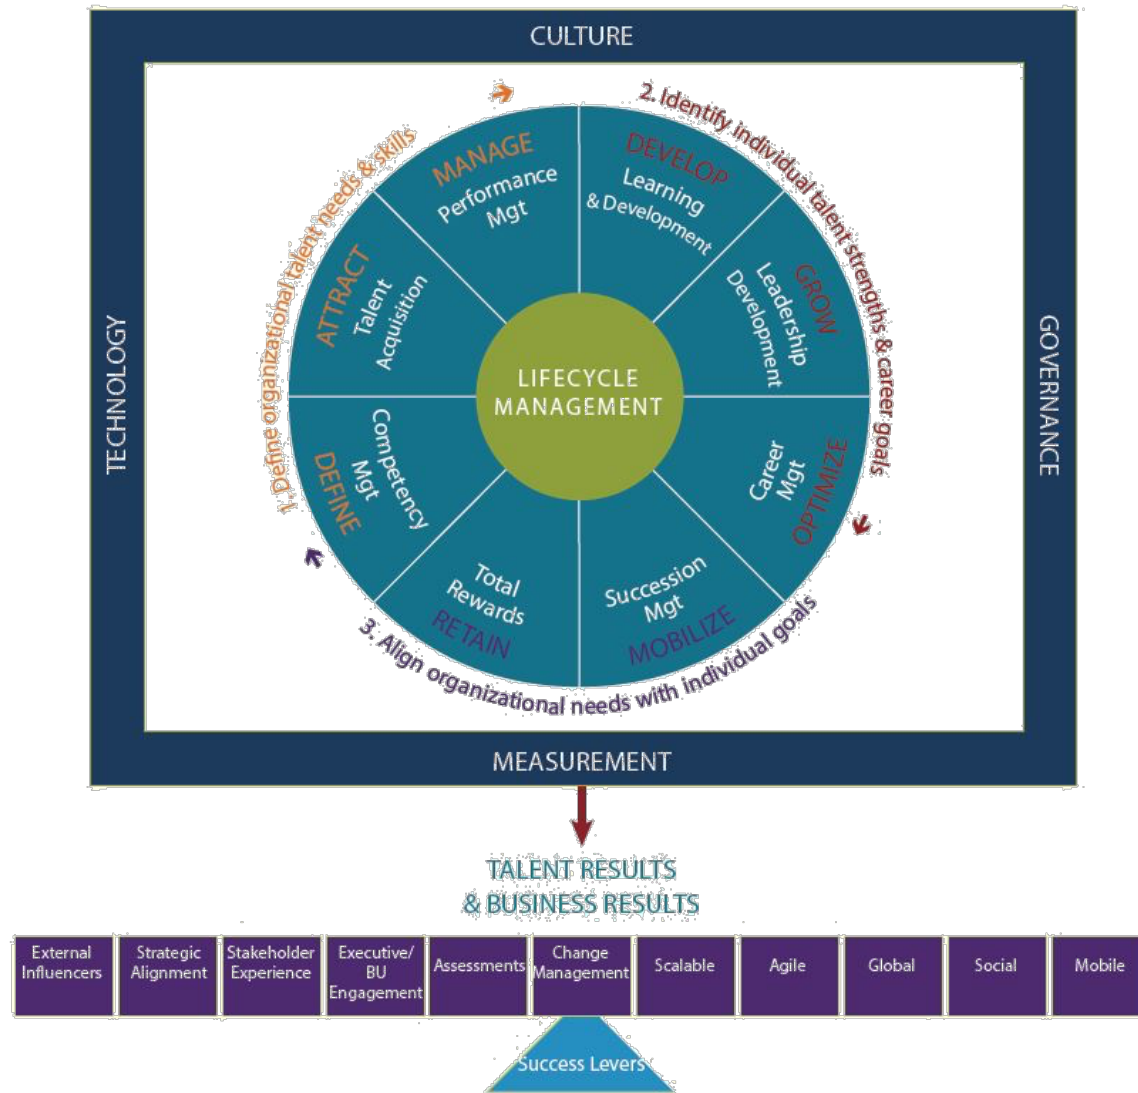 CULTURE
TECHNOLOGY
GOVERNANCE
MEASUREMENT
1. Define organizational talent needs & skills
2. Identify individual talent strengths & career goals
3. Align organizational needs with individual goals
LIFECYCLE
MANAGEMENT
DEFINE
Competency
Mgt
ATTRACT
Talent
Acquisition
MANAGE
Performance
Mgt
DEVELOP
Learning
& Development
GROW
Leadership
Development
OPTIMIZE
Career
Mgt
Succession
Mgt
MOBILIZE
Total
Rewards
RETAIN
TALENT RESULTS
& BUSINESS RESULTS
External
Influencers
Strategic
Alignment
Stakeholder
Experience
Executive/
BU
Engagement
Assessments
Change
Management
Scalable
Agile
Global
Social
Mobile
Success Levers